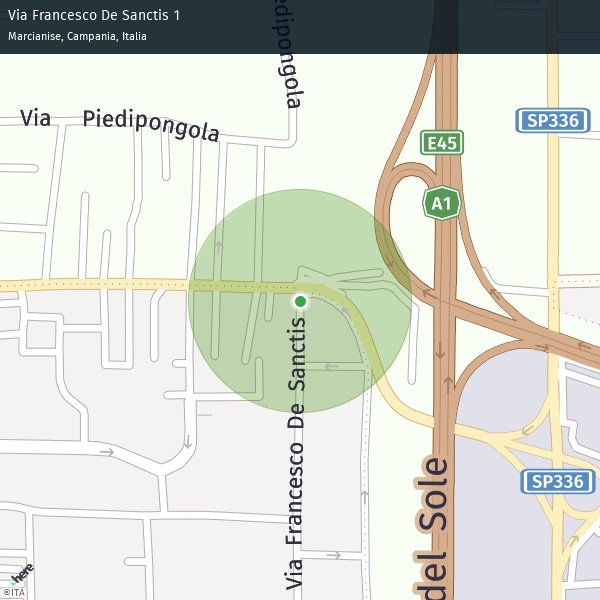 Via Francesco De Sanctis 1
Marcianise, Campania, Italia
edipongola
Via Piedipongola
SP336
E45
A1
Via Francesco De Sanctis
SP336
del Sole
here
©ITA